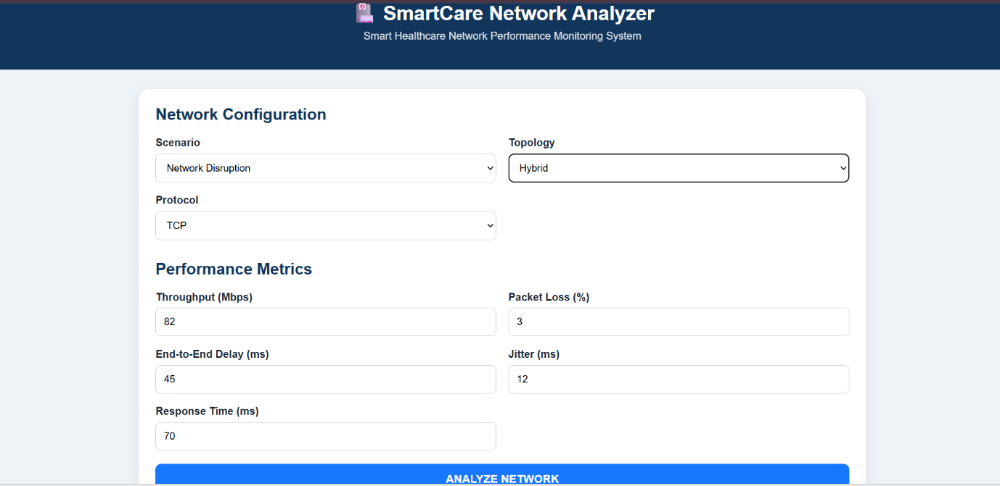 SmartCare Network Analyzer
Smart Healthcare Network Performance Monitoring System
Network Configuration
Scenario
Topology
Network Disruption
Hybrid
Protocol
TCP
Performance Metrics
Throughput (Mbps)
Packet Loss (%)
82
3
End-to-End Delay (ms)
Jitter (ms)
45
12
Response Time (ms)
70
ANALYZE NETWORK